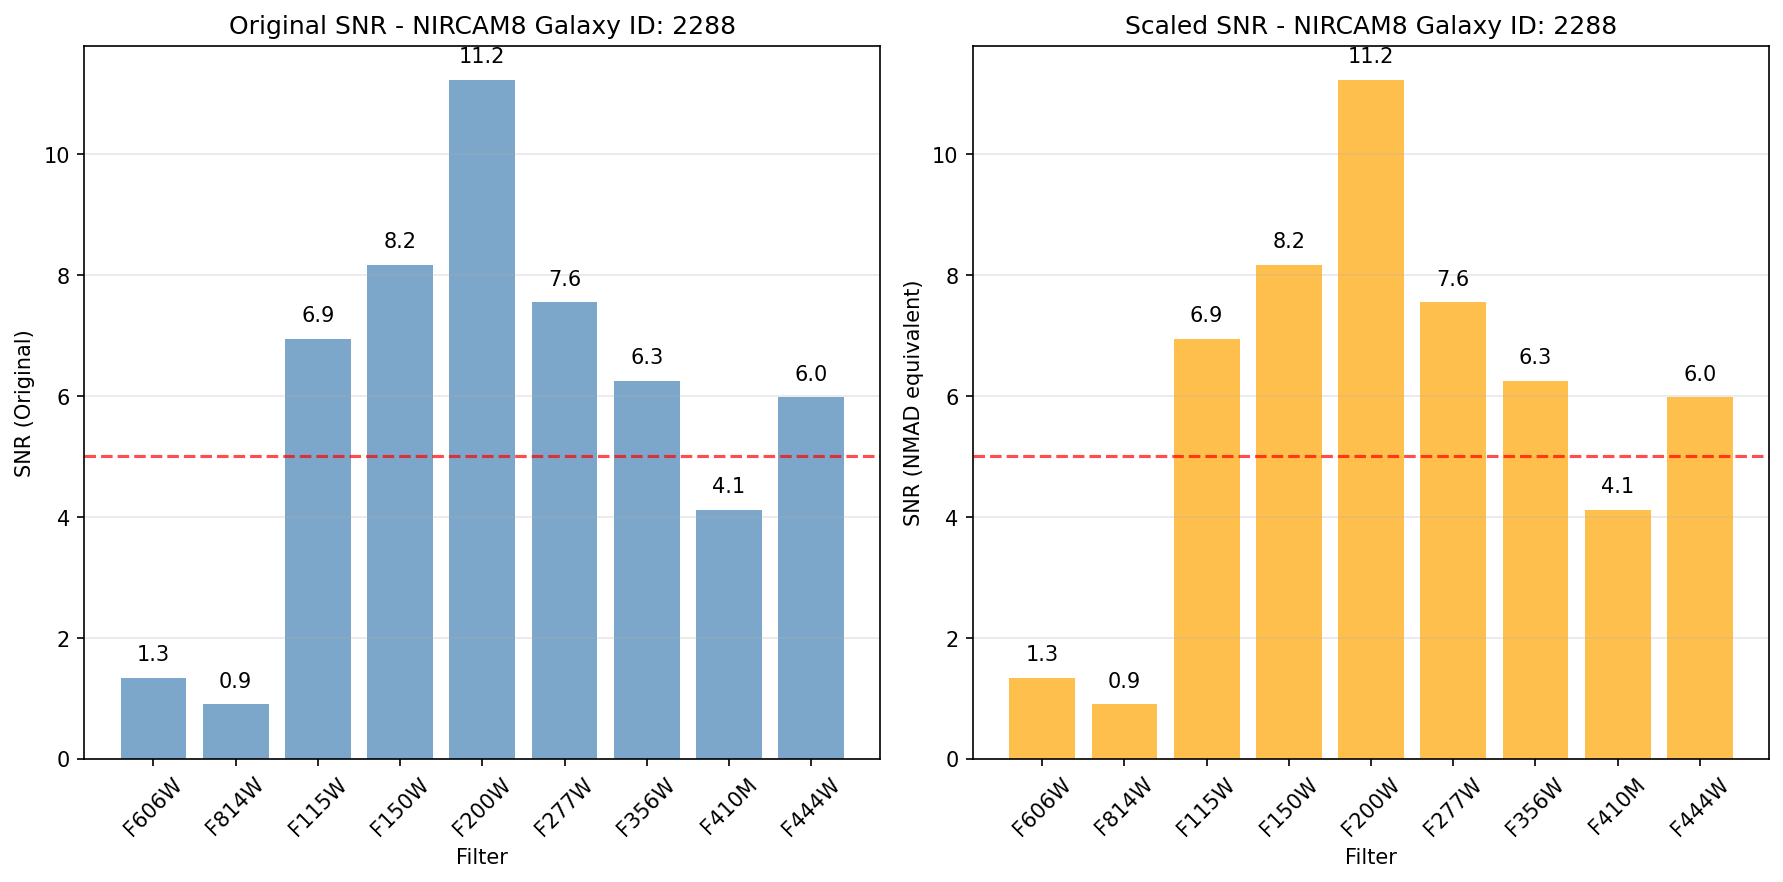 Original SNR - NIRCAM8 Galaxy ID: 2288
SNR (Original)
10
8
6
4
2
0
1.3
0.9
6.9
8.2
11.2
7.6
6.3
4.1
6.0
F606W
F814W
F115W
F150W
F200W
F277W
F356W
F410M
F444W
Filter
Scaled SNR - NIRCAM8 Galaxy ID: 2288
SNR (NMAD equivalent)
10
8
6
4
2
0
1.3
0.9
6.9
8.2
11.2
7.6
6.3
4.1
6.0
F606W
F814W
F115W
F150W
F200W
F277W
F356W
F410M
F444W
Filter